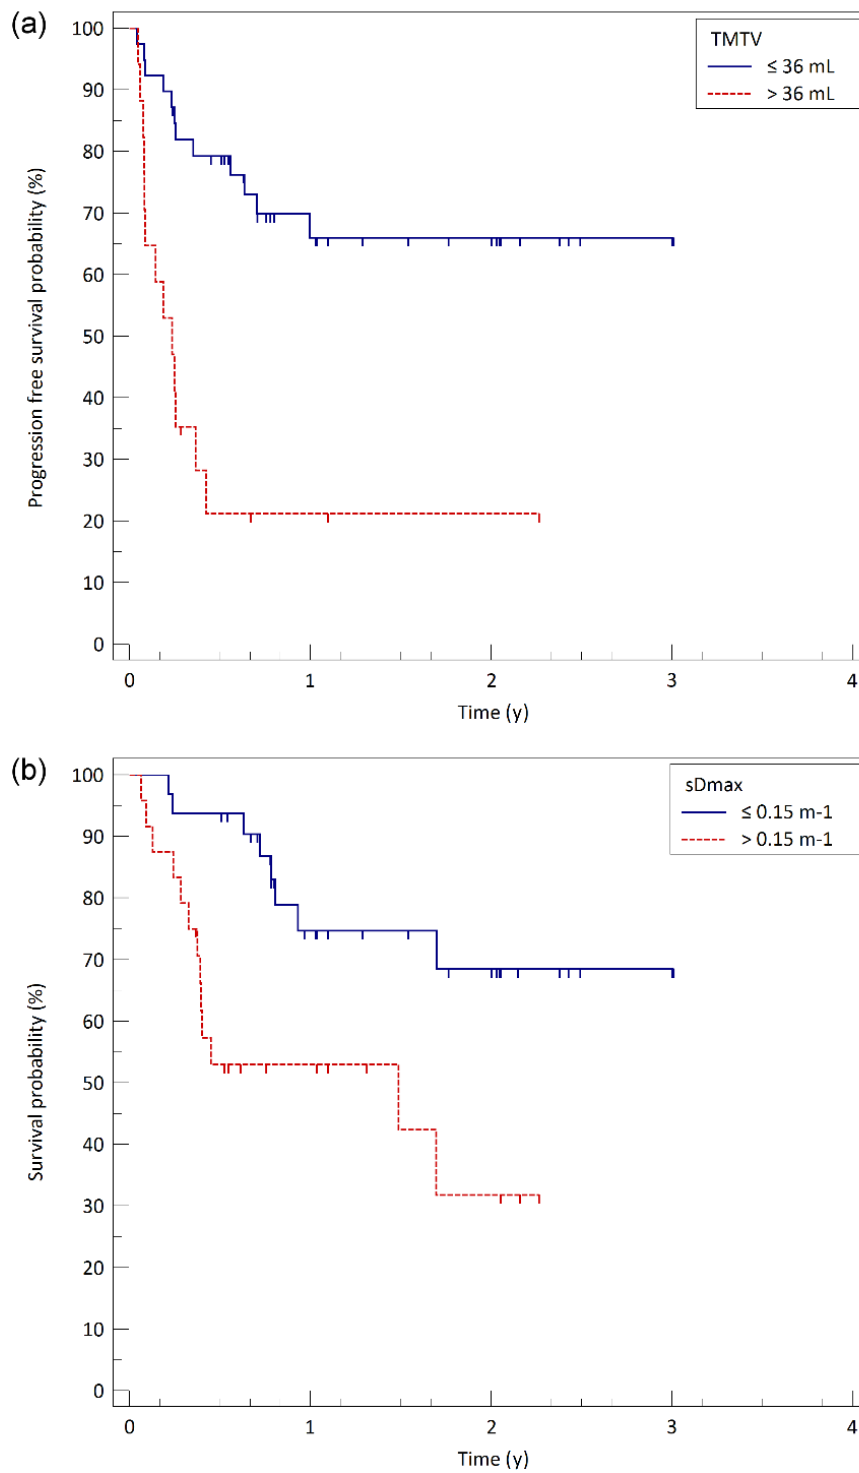 (a)
TMTV
≤ 36 mL
> 36 mL
Progression free survival probability (%)
100
90
80
70
60
50
40
30
20
10
0
0 1 2 3 4
Time (y)
(b)
sDmax
≤ 0.15 m-1
> 0.15 m-1
Survival probability (%)
100
90
80
70
60
50
40
30
20
10
0
0 1 2 3 4
Time (y)